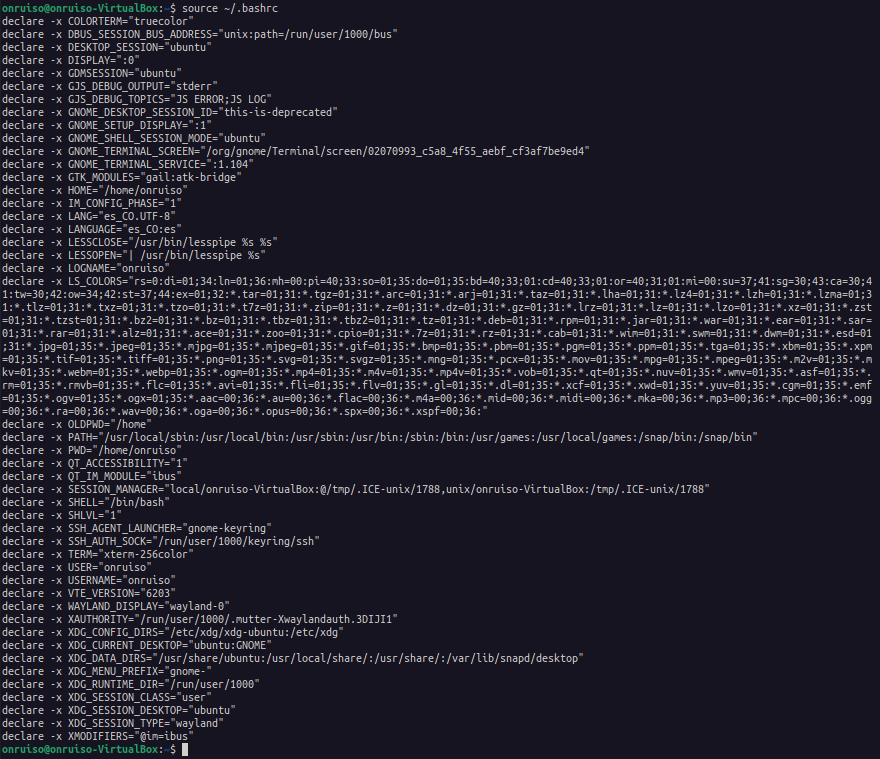 onruiso@onruiso-VirtualBox:~$ source ~/.bashrc
declare -x COLORTERM="truecolor"
declare -x DBUS_SESSION_BUS_ADDRESS="unix:path=/run/user/1000/bus"
declare -x DESKTOP_SESSION="ubuntu"
declare -x DISPLAY=":0"
declare -x GDMSESSION="ubuntu"
declare -x GJS_DEBUG_OUTPUT="stderr"
declare -x GJS_DEBUG_TOPICS="JS ERROR;JS LOG"
declare -x GNOME_DESKTOP_SESSION_ID="this-is-deprecated"
declare -x GNOME_SETUP_DISPLAY=":1"
declare -x GNOME_SHELL_SESSION_MODE="ubuntu"
declare -x GNOME_TERMINAL_SCREEN="/org/gnome/Terminal/screen/02070993_c5a8_4f55_aebf_cf3af7be9ed4"
declare -x GNOME_TERMINAL_SERVICE=":1.104"
declare -x GTK_MODULES="gail:atk-bridge"
declare -x HOME="/home/onruiso"
declare -x IM_CONFIG_PHASE="1"
declare -x LANG="es_CO.UTF-8"
declare -x LANGUAGE="es_CO:es"
declare -x LESSCLOSE="/usr/bin/lesspipe %s %s"
declare -x LESSOPEN="| /usr/bin/lesspipe %s"
declare -x LOGNAME="onruiso"
declare -x LS_COLORS="rs=0:di=01;34:ln=01;36:mh=00:pi=40;33:so=01;35:do=01;35:bd=40;33;01:cd=40;33;01:or=40;31;01:mi=00:su=37;41:sg=30;43:ca=30;4
1:tw=30;42:ow=34;42:st=37;44:ex=01;32:*.tar=01;31:*.tgz=01;31:*.arc=01;31:*.arj=01;31:*.taz=01;31:*.lha=01;31:*.lz4=01;31:*.lzh=01;31:*.lzma=01;3
1:*.tlz=01;31:*.txz=01;31:*.tzo=01;31:*.t7z=01;31:*.zip=01;31:*.z=01;31:*.dz=01;31:*.gz=01;31:*.lrz=01;31:*.lz=01;31:*.lzo=01;31:*.xz=01;31:*.zst
=01;31:*.tzst=01;31:*.bz2=01;31:*.bz=01;31:*.tbz=01;31:*.tbz2=01;31:*.tz=01;31:*.deb=01;31:*.rpm=01;31:*.jar=01;31:*.war=01;31:*.ear=01;31:*.sar=
01;31:*.rar=01;31:*.alz=01;31:*.ace=01;31:*.zoo=01;31:*.cpio=01;31:*.7z=01;31:*.rz=01;31:*.cab=01;31:*.wim=01;31:*.swm=01;31:*.dwm=01;31:*.esd=01
;31:*.jpg=01;35:*.jpeg=01;35:*.mjpg=01;35:*.mjpeg=01;35:*.gif=01;35:*.bmp=01;35:*.pbm=01;35:*.pgm=01;35:*.ppm=01;35:*.tga=01;35:*.xbm=01;35:*.xpm
=01;35:*.tif=01;35:*.tiff=01;35:*.png=01;35:*.svg=01;35:*.svgz=01;35:*.mng=01;35:*.pcx=01;35:*.mov=01;35:*.mpg=01;35:*.mpeg=01;35:*.m2v=01;35:*.m
kv=01;35:*.webm=01;35:*.webp=01;35:*.ogm=01;35:*.mp4=01;35:*.m4v=01;35:*.mp4v=01;35:*.vob=01;35:*.qt=01;35:*.nuv=01;35:*.wmv=01;35:*.asf=01;35:*.
rm=01;35:*.rmvb=01;35:*.flc=01;35:*.avi=01;35:*.fli=01;35:*.flv=01;35:*.gl=01;35:*.dl=01;35:*.xcf=01;35:*.xwd=01;35:*.yuv=01;35:*.cgm=01;35:*.emf
=01;35:*.ogv=01;35:*.ogx=01;35:*.aac=00;36:*.au=00;36:*.flac=00;36:*.m4a=00;36:*.mid=00;36:*.midi=00;36:*.mka=00;36:*.mp3=00;36:*.mpc=00;36:*.ogg
=00;36:*.ra=00;36:*.wav=00;36:*.oga=00;36:*.opus=00;36:*.spx=00;36:*.xspf=00;36:"
declare -x OLDPWD="/home"
declare -x PATH="/usr/local/sbin:/usr/local/bin:/usr/sbin:/usr/bin:/sbin:/bin:/usr/games:/usr/local/games:/snap/bin:/snap/bin"
declare -x PWD="/home/onruiso"
declare -x QT_ACCESSIBILITY="1"
declare -x QT_IM_MODULE="ibus"
declare -x SESSION_MANAGER="local/onruiso-VirtualBox:@/tmp/.ICE-unix/1788,unix/onruiso-VirtualBox:/tmp/.ICE-unix/1788"
declare -x SHELL="/bin/bash"
declare -x SHLVL="1"
declare -x SSH_AGENT_LAUNCHER="gnome-keyring"
declare -x SSH_AUTH_SOCK="/run/user/1000/keyring/ssh"
declare -x TERM="xterm-256color"
declare -x USER="onruiso"
declare -x USERNAME="onruiso"
declare -x VTE_VERSION="6203"
declare -x WAYLAND_DISPLAY="wayland-0"
declare -x XAUTHORITY="/run/user/1000/.mutter-Xwaylandauth.3DIJI1"
declare -x XDG_CONFIG_DIRS="/etc/xdg/xdg-ubuntu:/etc/xdg"
declare -x XDG_CURRENT_DESKTOP="ubuntu:GNOME"
declare -x XDG_DATA_DIRS="/usr/share/ubuntu:/usr/local/share/:/usr/share/:/var/lib/snapd/desktop"
declare -x XDG_MENU_PREFIX="gnome-"
declare -x XDG_RUNTIME_DIR="/run/user/1000"
declare -x XDG_SESSION_CLASS="user"
declare -x XDG_SESSION_DESKTOP="ubuntu"
declare -x XDG_SESSION_TYPE="wayland"
declare -x XMODIFIERS="@im=ibus"
onruiso@onruiso-VirtualBox:~$